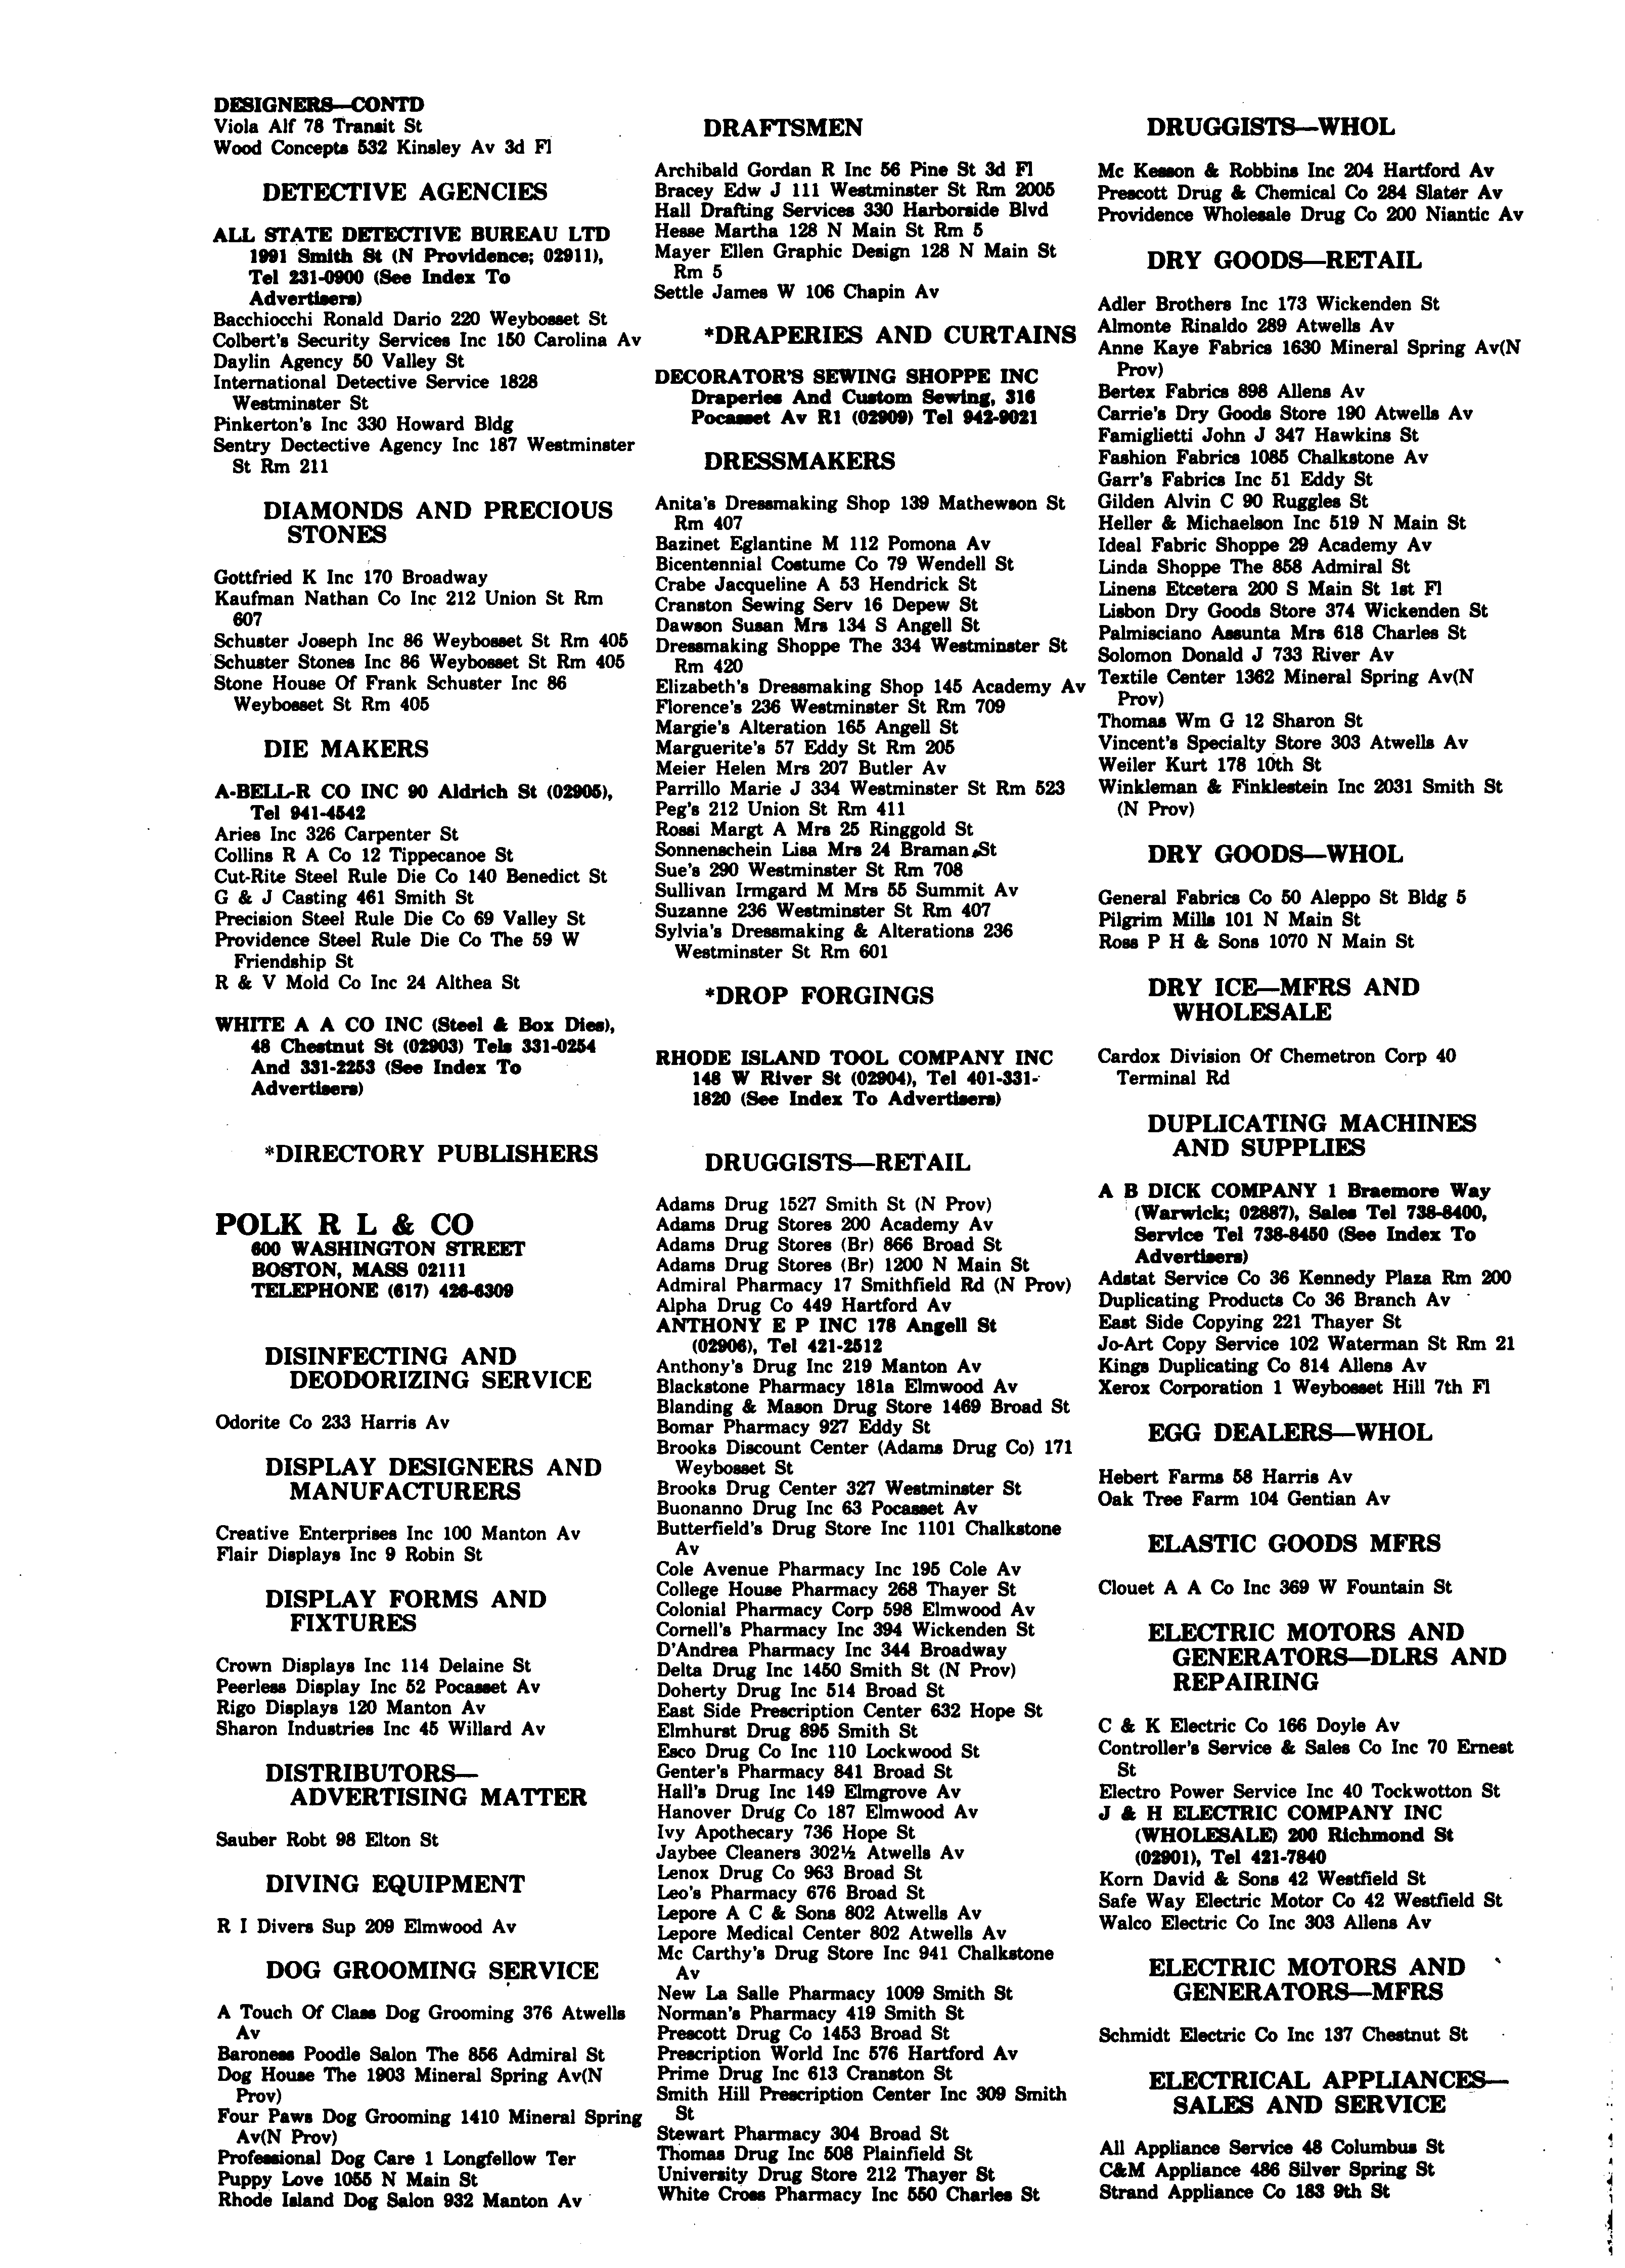 DESIGNERS—CONTD
Viola Alf 78 Transit St
Wood Concepts 532 Kinsley Av 3d Fl
DETECTIVE AGENCIES
ALL STATE DETECTIVE BUREAU LTD
1991 Smith St (N Providence; 02911),
Tel 231-0900 (See Index To
Advertisers)
Bacchiocchi Ronald Dario 220 Weybosset St
Colbert's Security Services Inc 150 Carolina Av
Daylin Agency 50 Valley St
International Detective Service 1828
Westminster St
Pinkerton's Inc 330 Howard Bldg
Sentry Dectective Agency Inc 187 Westminster
St Rm 211
DIAMONDS AND PRECIOUS
STONES
Gottfried K Inc 170 Broadway
Kaufman Nathan Co Inc 212 Union St Rm
607
Schuster Joseph Inc 86 Weybosset St Rm 405
Schuster Stones Inc 86 Weybosset St Rm 405
Stone House Of Frank Schuster Inc 86
Weybosset St Rm 405
DIE MAKERS
A-BELL-R CO INC 90 Aldrich St (02905),
Tel 941-4542
Aries Inc 326 Carpenter St
Collins R A Co 12 Tippecanoe St
Cut-Rite Steel Rule Die Co 140 Benedict St
G & J Casting 461 Smith St
Precision Steel Rule Die Co 69 Valley St
Providence Steel Rule Die Co The 59 W
Friendship St
R & V Mold Co Inc 24 Althea St
WHITE A A CO INC (Steel & Box Dies),
48 Chestnut St (02903) Tels 331-0254
And 331-2253 (See Index To
Advertisers)
*DIRECTORY PUBLISHERS
POLK R L & CO
600 WASHINGTON STREET
BOSTON, MASS 02111
TELEPHONE (617) 426-6309
DISINFECTING AND
DEODORIZING SERVICE
Odorite Co 233 Harris Av
DISPLAY DESIGNERS AND
MANUFACTURERS
Creative Enterprises Inc 100 Manton Av
Flair Displays Inc 9 Robin St
DISPLAY FORMS AND
FIXTURES
Crown Displays Inc 114 Delaine St
Peerless Display Inc 52 Pocasset Av
Rigo Displays 120 Manton Av
Sharon Industries Inc 45 Willard Av
DISTRIBUTORS—
ADVERTISING MATTER
Sauber Robt 98 Elton St
DIVING EQUIPMENT
R I Divers Sup 209 Elmwood Av
DOG GROOMING SERVICE
A Touch Of Class Dog Grooming 376 Atwells
Av
Baroness Poodle Salon The 856 Admiral St
Dog House The 1903 Mineral Spring Av(N
Prov)
Four Paws Dog Grooming 1410 Mineral Spring
Av(N Prov)
Professional Dog Care 1 Longfellow Ter
Puppy Love 1055 N Main St
Rhode Island Dog Salon 932 Manton Av
DRAFTSMEN
Archibald Gordan R Inc 56 Pine St 3d Fl
Bracey Edw J 111 Westminster St Rm 2005
Hall Drafting Services 330 Harborside Blvd
Hesse Martha 128 N Main St Rm 5
Mayer Ellen Graphic Design 128 N Main St
Rm 5
Settle James W 106 Chapin Av
*DRAPERIES AND CURTAINS
DECORATOR'S SEWING SHOPPE INC
Draperies And Custom Sewing, 316
Pocasset Av R1 (02909) Tel 942-9021
DRESSMAKERS
Anita's Dressmaking Shop 139 Mathewson St
Rm 407
Bazinet Eglantine M 112 Pomona Av
Bicentennial Costume Co 79 Wendell St
Crabe Jacqueline A 53 Hendrick St
Cranston Sewing Serv 16 Depew St
Dawson Susan Mrs 134 S Angell St
Dressmaking Shoppe The 334 Westminster St
Rm 420
Elizabeth's Dressmaking Shop 145 Academy Av
Florence's 236 Westminster St Rm 709
Margie's Alteration 165 Angell St
Marguerite's 57 Eddy St Rm 205
Meier Helen Mrs 207 Butler Av
Parrillo Marie J 334 Westminster St Rm 523
Peg's 212 Union St Rm 411
Rossi Margt A Mrs 25 Ringgold St
Sonnenschein Lisa Mrs 24 Braman St
Sue's 290 Westminster St Rm 708
Sullivan Irmgard M Mrs 55 Summit Av
Suzanne 236 Westminster St Rm 407
Sylvia's Dressmaking & Alterations 236
Westminster St Rm 601
*DROP FORGINGS
RHODE ISLAND TOOL COMPANY INC
148 W River St (02904), Tel 401-331-
1820 (See Index To Advertisers)
DRUGGISTS—RETAIL
Adams Drug 1527 Smith St (N Prov)
Adams Drug Stores 200 Academy Av
Adams Drug Stores (Br) 866 Broad St
Adams Drug Stores (Br) 1200 N Main St
Admiral Pharmacy 17 Smithfield Rd (N Prov)
Alpha Drug Co 449 Hartford Av
ANTHONY E P INC 178 Angell St
(02906), Tel 421-2512
Anthony's Drug Inc 219 Manton Av
Blackstone Pharmacy 181a Elmwood Av
Blanding & Mason Drug Store 1469 Broad St
Bomar Pharmacy 927 Eddy St
Brooks Discount Center (Adams Drug Co) 171
Weybosset St
Brooks Drug Center 327 Westminster St
Buonanno Drug Inc 63 Pocasset Av
Butterfield's Drug Store Inc 1101 Chalkstone
Av
Cole Avenue Pharmacy Inc 195 Cole Av
College House Pharmacy 268 Thayer St
Colonial Pharmacy Corp 598 Elmwood Av
Cornell's Pharmacy Inc 394 Wickenden St
D'Andrea Pharmacy Inc 344 Broadway
Delta Drug Inc 1450 Smith St (N Prov)
Doherty Drug Inc 514 Broad St
East Side Prescription Center 632 Hope St
Elmhurst Drug 895 Smith St
Esco Drug Co Inc 110 Lockwood St
Genter's Pharmacy 841 Broad St
Hall's Drug Inc 149 Elmgrove Av
Hanover Drug Co 187 Elmwood Av
Ivy Apothecary 736 Hope St
Jaybee Cleaners 302½ Atwells Av
Lenox Drug Co 963 Broad St
Leo's Pharmacy 676 Broad St
Lepore A C & Sons 802 Atwells Av
Lepore Medical Center 802 Atwells Av
Mc Carthy's Drug Store Inc 941 Chalkstone
Av
New La Salle Pharmacy 1009 Smith St
Norman's Pharmacy 419 Smith St
Prescott Drug Co 1453 Broad St
Prescription World Inc 576 Hartford Av
Prime Drug Inc 613 Cranston St
Smith Hill Prescription Center Inc 309 Smith
St
Stewart Pharmacy 304 Broad St
Thomas Drug Inc 508 Plainfield St
University Drug Store 212 Thayer St
White Cross Pharmacy Inc 550 Charles St
DRUGGISTS—WHOL
Mc Kesson & Robbins Inc 204 Hartford Av
Prescott Drug & Chemical Co 284 Slater Av
Providence Wholesale Drug Co 200 Niantic Av
DRY GOODS—RETAIL
Adler Brothers Inc 173 Wickenden St
Almonte Rinaldo 289 Atwells Av
Anne Kaye Fabrics 1630 Mineral Spring Av(N
Prov)
Bertex Fabrics 898 Allens Av
Carrie's Dry Goods Store 190 Atwells Av
Famiglietti John J 347 Hawkins St
Fashion Fabrics 1085 Chalkstone Av
Garr's Fabrics Inc 51 Eddy St
Gilden Alvin C 90 Ruggles St
Heller & Michaelson Inc 519 N Main St
Ideal Fabric Shoppe 29 Academy Av
Linda Shoppe The 858 Admiral St
Linens Etcetera 200 S Main St 1st Fl
Lisbon Dry Goods Store 374 Wickenden St
Palmisciano Assunta Mrs 618 Charles St
Solomon Donald J 733 River Av
Textile Center 1362 Mineral Spring Av(N
Prov)
Thomas Wm G 12 Sharon St
Vincent's Specialty Store 303 Atwells Av
Weiler Kurt 178 10th St
Winkleman & Finklestein Inc 2031 Smith St
(N Prov)
DRY GOODS—WHOL
General Fabrics Co 50 Aleppo St Bldg 5
Pilgrim Mills 101 N Main St
Ross P H & Sons 1070 N Main St
DRY ICE—MFRS AND
WHOLESALE
Cardox Division Of Chemetron Corp 40
Terminal Rd
DUPLICATING MACHINES
AND SUPPLIES
A B DICK COMPANY 1 Braemore Way
(Warwick; 02887), Sales Tel 738-8400,
Service Tel 738-8450 (See Index To
Advertisers)
Adstat Service Co 36 Kennedy Plaza Rm 200
Duplicating Products Co 36 Branch Av
East Side Copying 221 Thayer St
Jo-Art Copy Service 102 Waterman St Rm 21
Kings Duplicating Co 814 Allens Av
Xerox Corporation 1 Weybosset Hill 7th Fl
EGG DEALERS—WHOL
Hebert Farms 58 Harris Av
Oak Tree Farm 104 Gentian Av
ELASTIC GOODS MFRS
Clouet A A Co Inc 369 W Fountain St
ELECTRIC MOTORS AND
GENERATORS—DLRS AND
REPAIRING
C & K Electric Co 166 Doyle Av
Controller's Service & Sales Co Inc 70 Ernest
St
Electro Power Service Inc 40 Tockwotton St
J & H ELECTRIC COMPANY INC
(WHOLESALE) 200 Richmond St
(02901), Tel 421-7840
Korn David & Sons 42 Westfield St
Safe Way Electric Motor Co 42 Westfield St
Walco Electric Co Inc 303 Allens Av
ELECTRIC MOTORS AND
GENERATORS—MFRS
Schmidt Electric Co Inc 137 Chestnut St
ELECTRICAL APPLIANCES—
SALES AND SERVICE
All Appliance Service 48 Columbus St
C&M Appliance 486 Silver Spring St
Strand Appliance Co 183 9th St